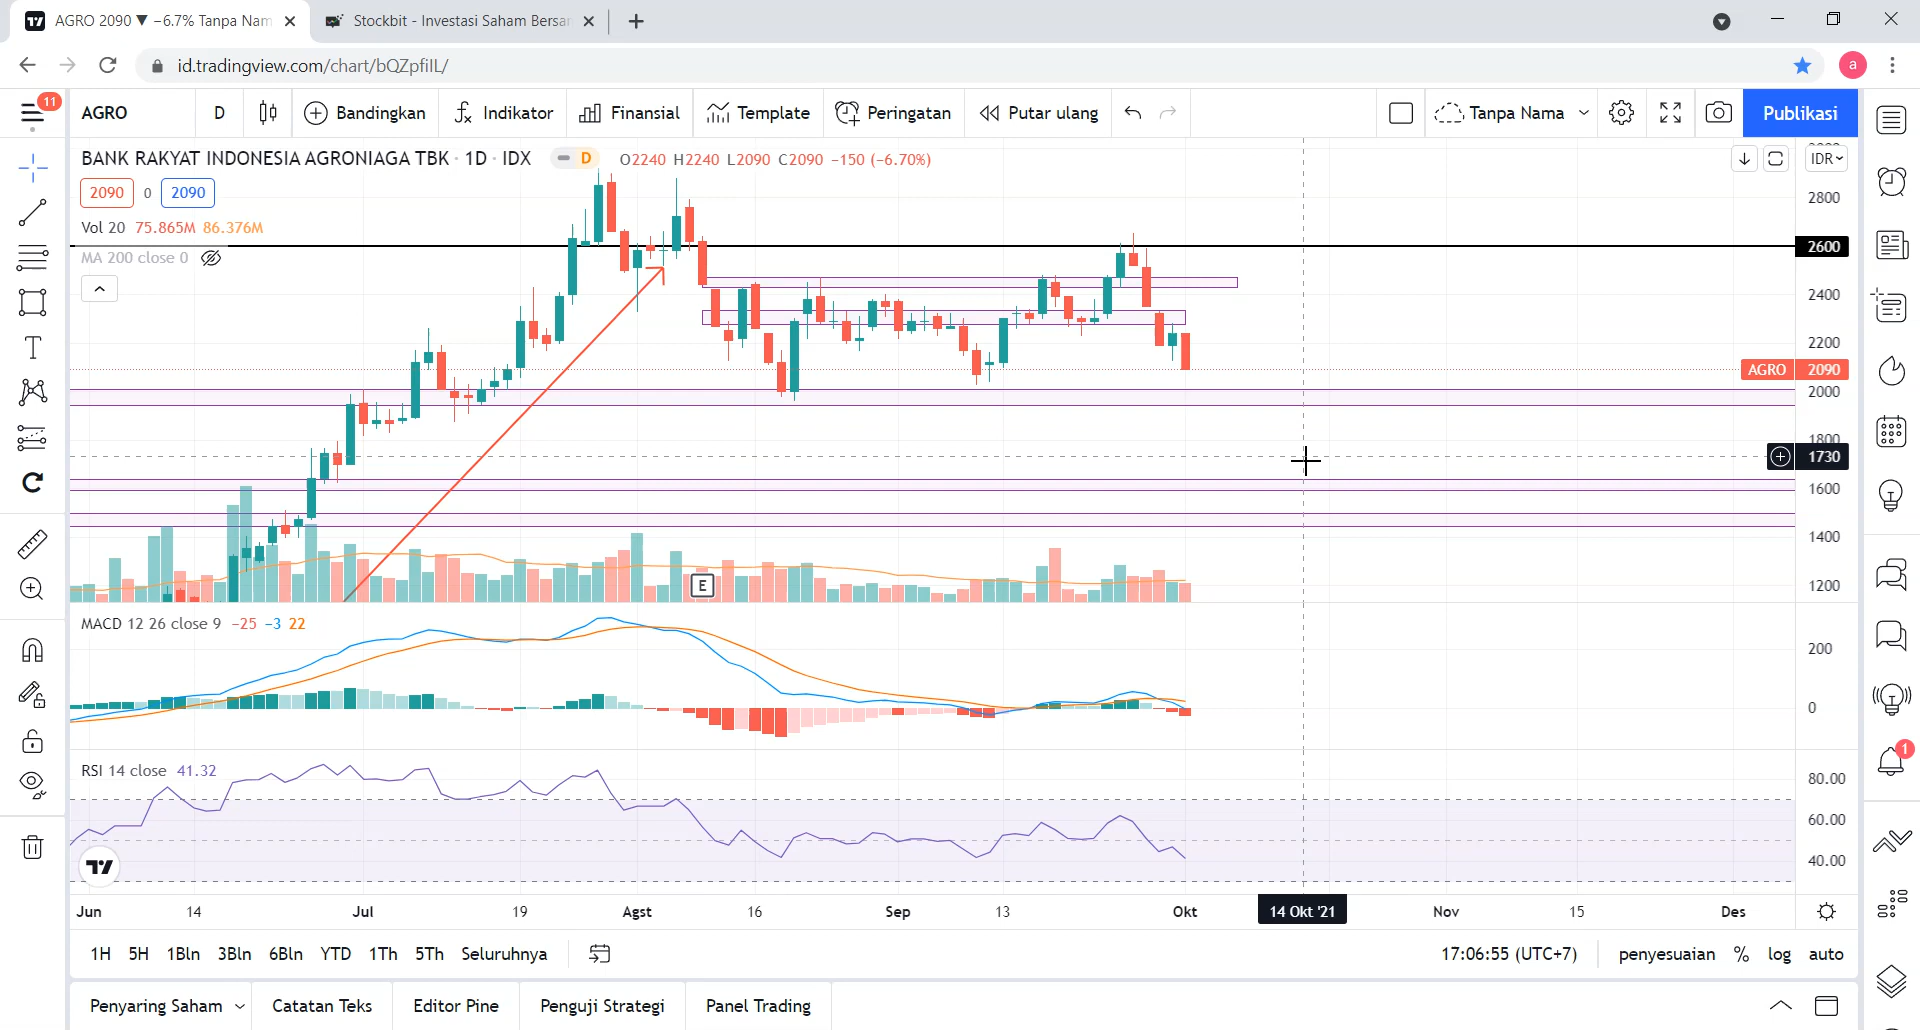 AGRO 2090 ▼ −6.7% Tanpa Nam
Stockbit - Investasi Saham Bersar
id.tradingview.com/chart/bQZpfiIL/
a
11
AGRO
D
Bandingkan
Indikator
Finansial
Template
Peringatan
Putar ulang
Tanpa Nama
Publikasi
BANK RAKYAT INDONESIA AGRONIAGA TBK · 1D · IDX
D
O2240 H2240 L2090 C2090 −150 (−6.70%)
IDR
2090 0 2090
Vol 20 75.865M 86.376M
MA 200 close 0
2800
2600
2400
2200
AGRO 2090
2000
1800
1730
1600
1400
1200
E
MACD 12 26 close 9 −25 −3 22
200
0
1
RSI 14 close 41.32
80.00
60.00
40.00
Jun 14 Jul 19 Agst 16 Sep 13 Okt 14 Okt '21 Nov 15 Des
1H 5H 1Bln 3Bln 6Bln YTD 1Th 5Th Seluruhnya
17:06:55 (UTC+7)
penyesuaian % log auto
Penyaring Saham Catatan Teks Editor Pine Penguji Strategi Panel Trading